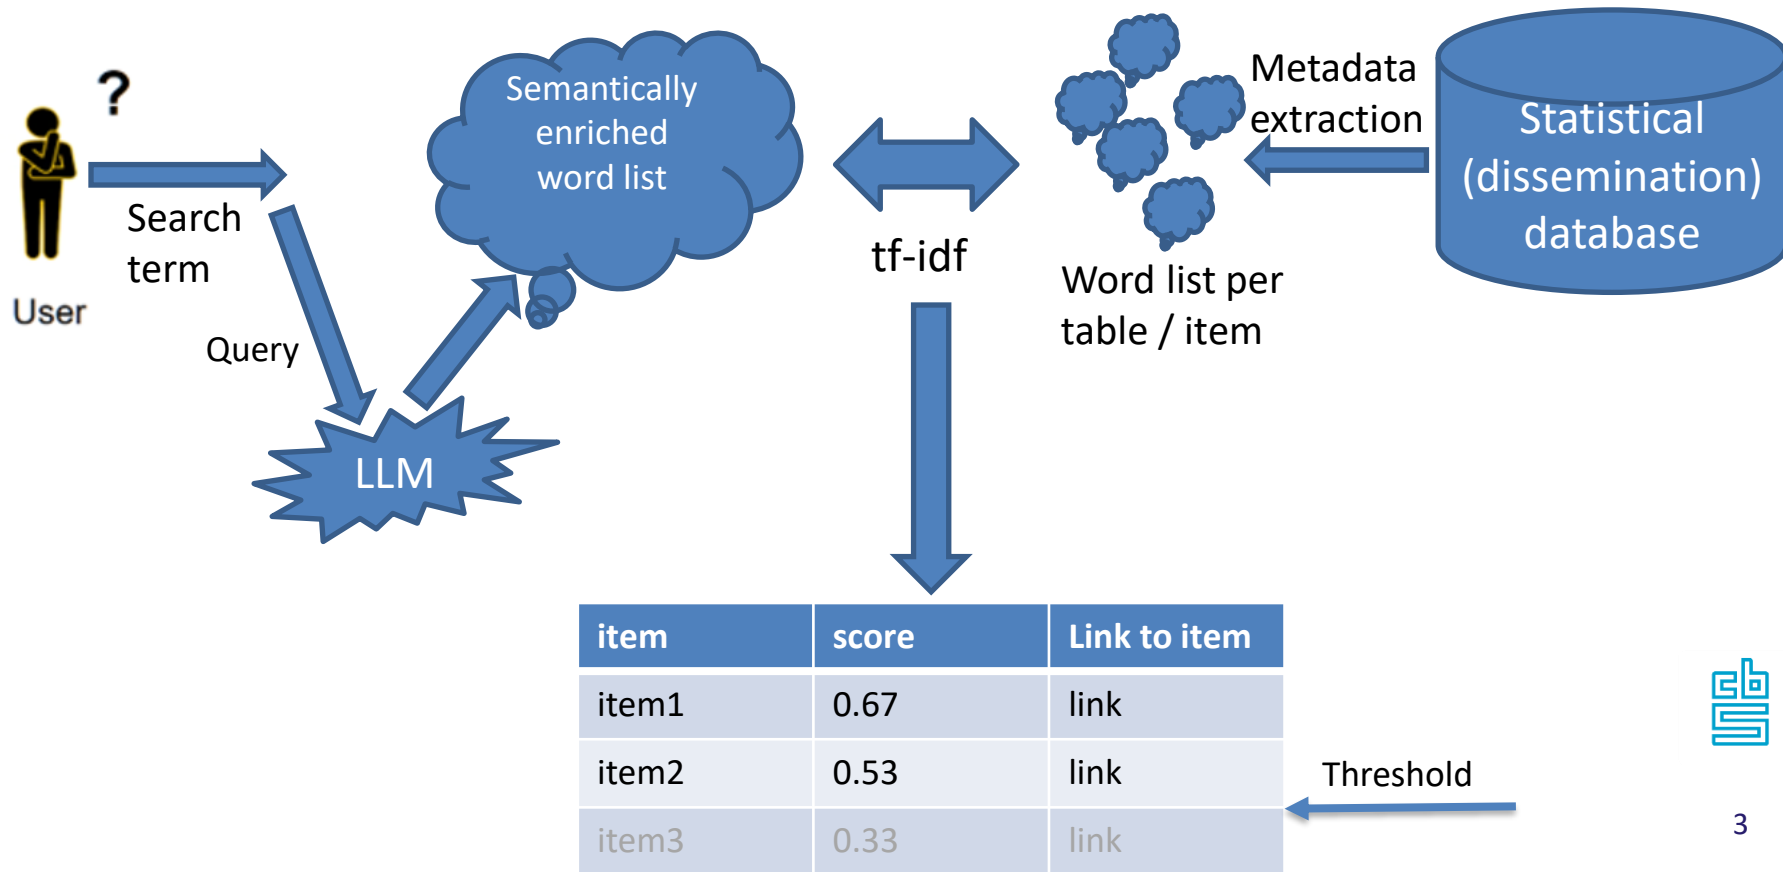 ?
User
Search
term
Query
LLM
Semantically
enriched
word list
tf-idf
Word list per
table / item
Metadata
extraction
Statistical
(dissemination)
database
item score Link to item
item1 0.67 link
item2 0.53 link
item3 0.33 link
Threshold
cbs
3